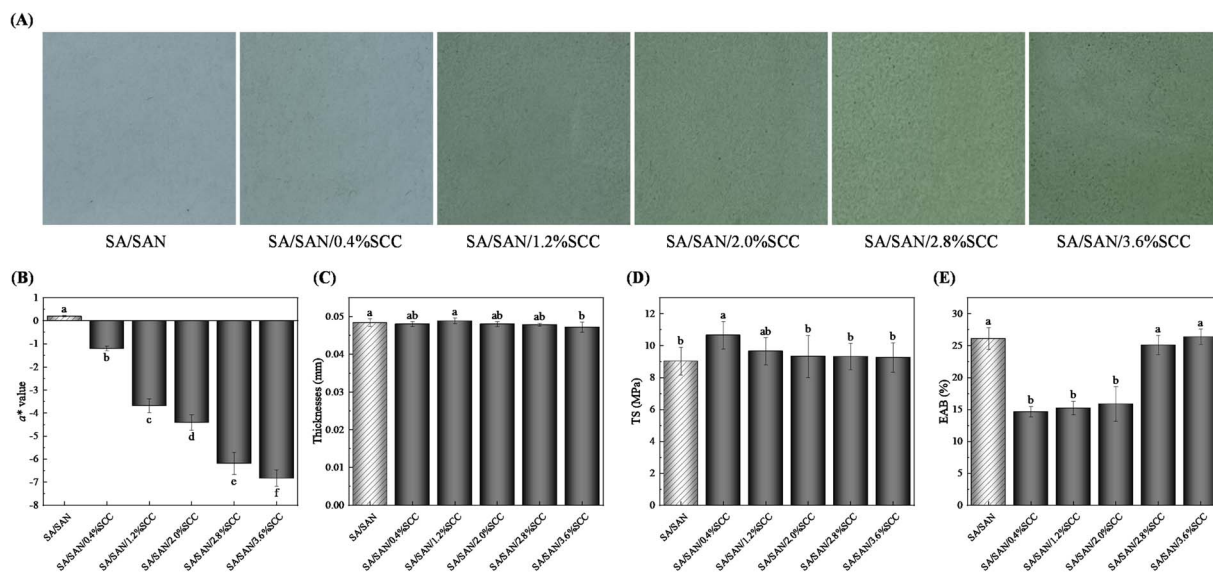 (A)
SA/SAN
SA/SAN/0.4%SCC
SA/SAN/1.2%SCC
SA/SAN/2.0%SCC
SA/SAN/2.8%SCC
SA/SAN/3.6%SCC
(B)
a* value
1
0
-1
-2
-3
-4
-5
-6
-7
-8
a
b
c
d
e
f
SA/SAN
SA/SAN/0.4%SCC
SA/SAN/1.2%SCC
SA/SAN/2.0%SCC
SA/SAN/2.8%SCC
SA/SAN/3.6%SCC
(C)
Thicknesses (mm)
0.05
0.04
0.03
0.02
0.01
0.00
a
ab
a
ab
ab
b
SA/SAN
SA/SAN/0.4%SCC
SA/SAN/1.2%SCC
SA/SAN/2.0%SCC
SA/SAN/2.8%SCC
SA/SAN/3.6%SCC
(D)
TS (MPa)
12
10
8
6
4
2
0
b
a
ab
b
b
b
SA/SAN
SA/SAN/0.4%SCC
SA/SAN/1.2%SCC
SA/SAN/2.0%SCC
SA/SAN/2.8%SCC
SA/SAN/3.6%SCC
(E)
EAB (%)
30
25
20
15
10
5
0
a
b
b
b
a
a
SA/SAN
SA/SAN/0.4%SCC
SA/SAN/1.2%SCC
SA/SAN/2.0%SCC
SA/SAN/2.8%SCC
SA/SAN/3.6%SCC